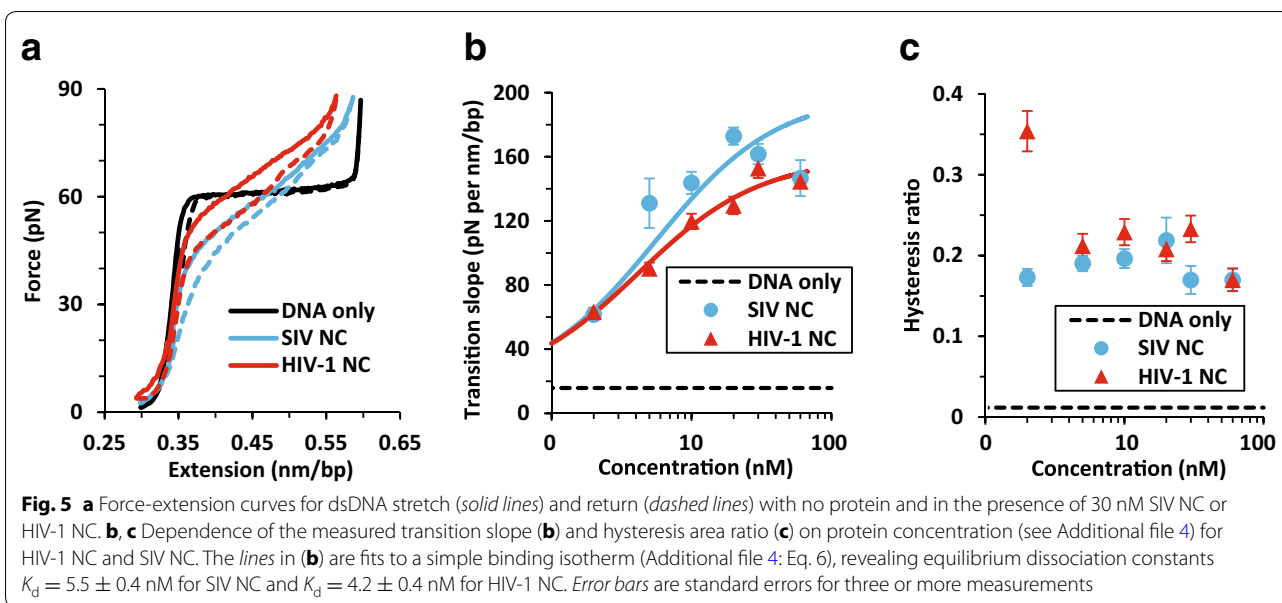 a
b
c
90
60
30
0
Force (pN)
0.25 0.35 0.45 0.55 0.65
Extension (nm/bp)
DNA only
SIV NC
HIV-1 NC
200
160
120
80
40
0
Transition slope (pN per nm/bp)
0 10 100
Concentration (nM)
DNA only
SIV NC
HIV-1 NC
0.4
0.3
0.2
0.1
0
Hysteresis ratio
0 10 100
Concentration (nM)
DNA only
SIV NC
HIV-1 NC
Fig. 5 a Force-extension curves for dsDNA stretch (solid lines) and return (dashed lines) with no protein and in the presence of 30 nM SIV NC or
HIV-1 NC. b, c Dependence of the measured transition slope (b) and hysteresis area ratio (c) on protein concentration (see Additional file 4) for
HIV-1 NC and SIV NC. The lines in (b) are fits to a simple binding isotherm (Additional file 4: Eq. 6), revealing equilibrium dissociation constants
Kd = 5.5 ± 0.4 nM for SIV NC and Kd = 4.2 ± 0.4 nM for HIV-1 NC. Error bars are standard errors for three or more measurements